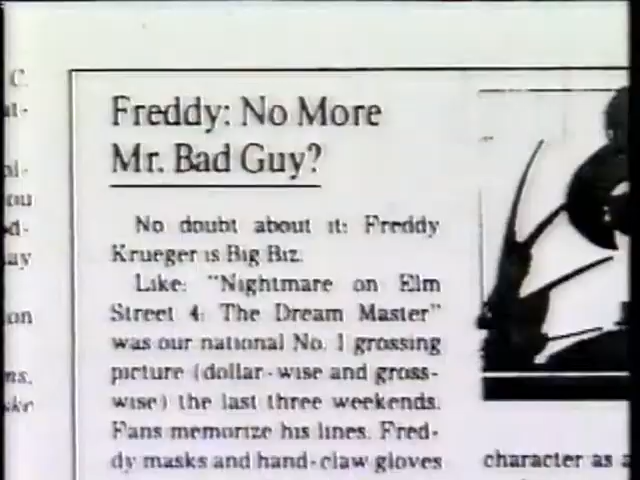 C.
Freddy: No More
Mr. Bad Guy?
No doubt about it: Freddy
Krueger is Big Biz.
Like: "Nightmare on Elm
Street 4: The Dream Master"
was our national No. 1 grossing
picture (dollar-wise and gross-
wise) the last three weekends.
Fans memorize his lines. Fred-
dy masks and hand-claw gloves
character as a
on